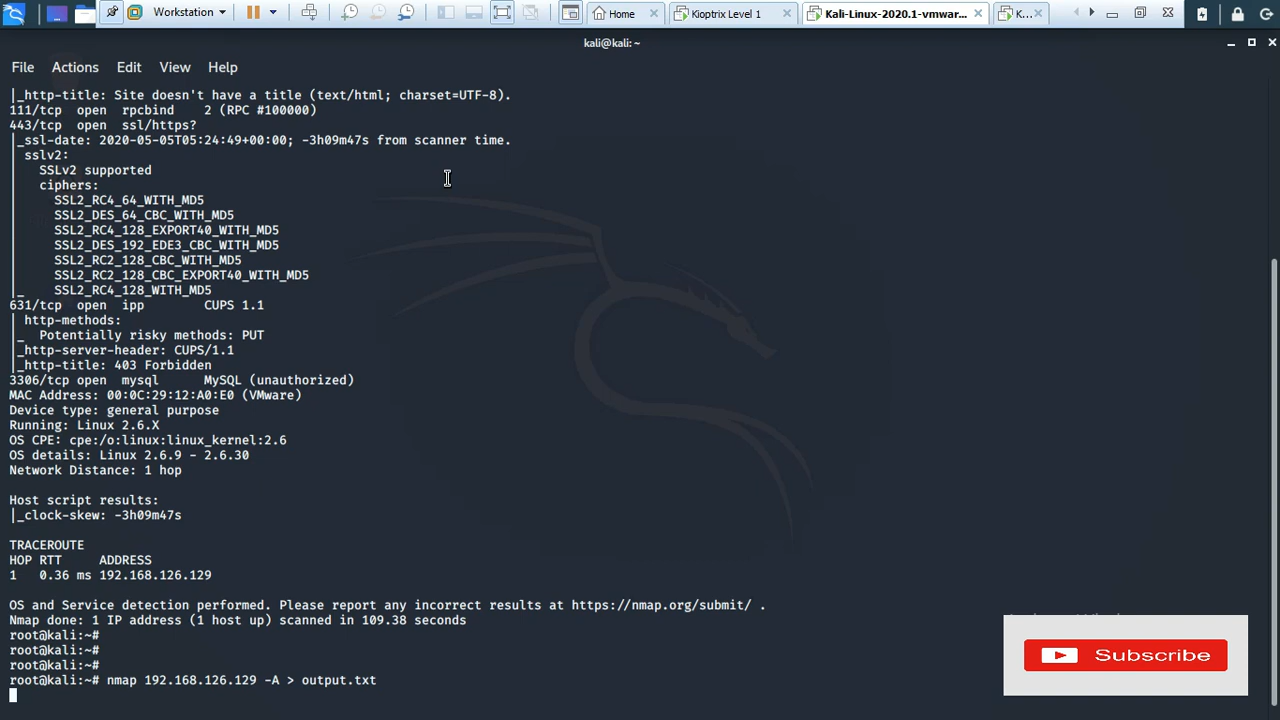 Workstation
Home
Kioptrix Level 1
Kali-Linux-2020.1-vmwar...
K...
kali@kali: ~
File Actions Edit View Help
|_http-title: Site doesn't have a title (text/html; charset=UTF-8).
111/tcp  open  rpcbind    2 (RPC #100000)
443/tcp  open  ssl/https?
|_ssl-date: 2020-05-05T05:24:49+00:00; -3h09m47s from scanner time.
| sslv2:
|   SSLv2 supported
|   ciphers:
|     SSL2_RC4_64_WITH_MD5
|     SSL2_DES_64_CBC_WITH_MD5
|     SSL2_RC4_128_EXPORT40_WITH_MD5
|     SSL2_DES_192_EDE3_CBC_WITH_MD5
|     SSL2_RC2_128_CBC_WITH_MD5
|     SSL2_RC2_128_CBC_EXPORT40_WITH_MD5
|_    SSL2_RC4_128_WITH_MD5
631/tcp  open  ipp        CUPS 1.1
| http-methods:
|_  Potentially risky methods: PUT
|_http-server-header: CUPS/1.1
|_http-title: 403 Forbidden
3306/tcp open  mysql      MySQL (unauthorized)
MAC Address: 00:0C:29:12:A0:E0 (VMware)
Device type: general purpose
Running: Linux 2.6.X
OS CPE: cpe:/o:linux:linux_kernel:2.6
OS details: Linux 2.6.9 - 2.6.30
Network Distance: 1 hop
Host script results:
|_clock-skew: -3h09m47s
TRACEROUTE
HOP RTT     ADDRESS
1   0.36 ms 192.168.126.129
OS and Service detection performed. Please report any incorrect results at https://nmap.org/submit/ .
Nmap done: 1 IP address (1 host up) scanned in 109.38 seconds
root@kali:~#
root@kali:~#
root@kali:~#
root@kali:~# nmap 192.168.126.129 -A > output.txt
Subscribe